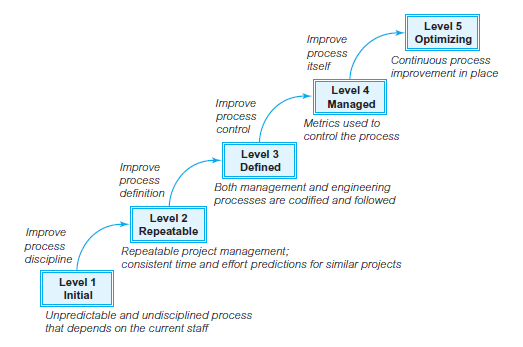 Level 5
Optimizing
Improve
process
itself
Continuous process
improvement in place
Level 4
Managed
Improve
process
control
Metrics used to
control the process
Level 3
Defined
Improve
process
definition
Both management and engineering
processes are codified and followed
Level 2
Repeatable
Improve
process
discipline
Repeatable project management;
consistent time and effort predictions for similar projects
Level 1
Initial
Unpredictable and undisciplined process
that depends on the current staff